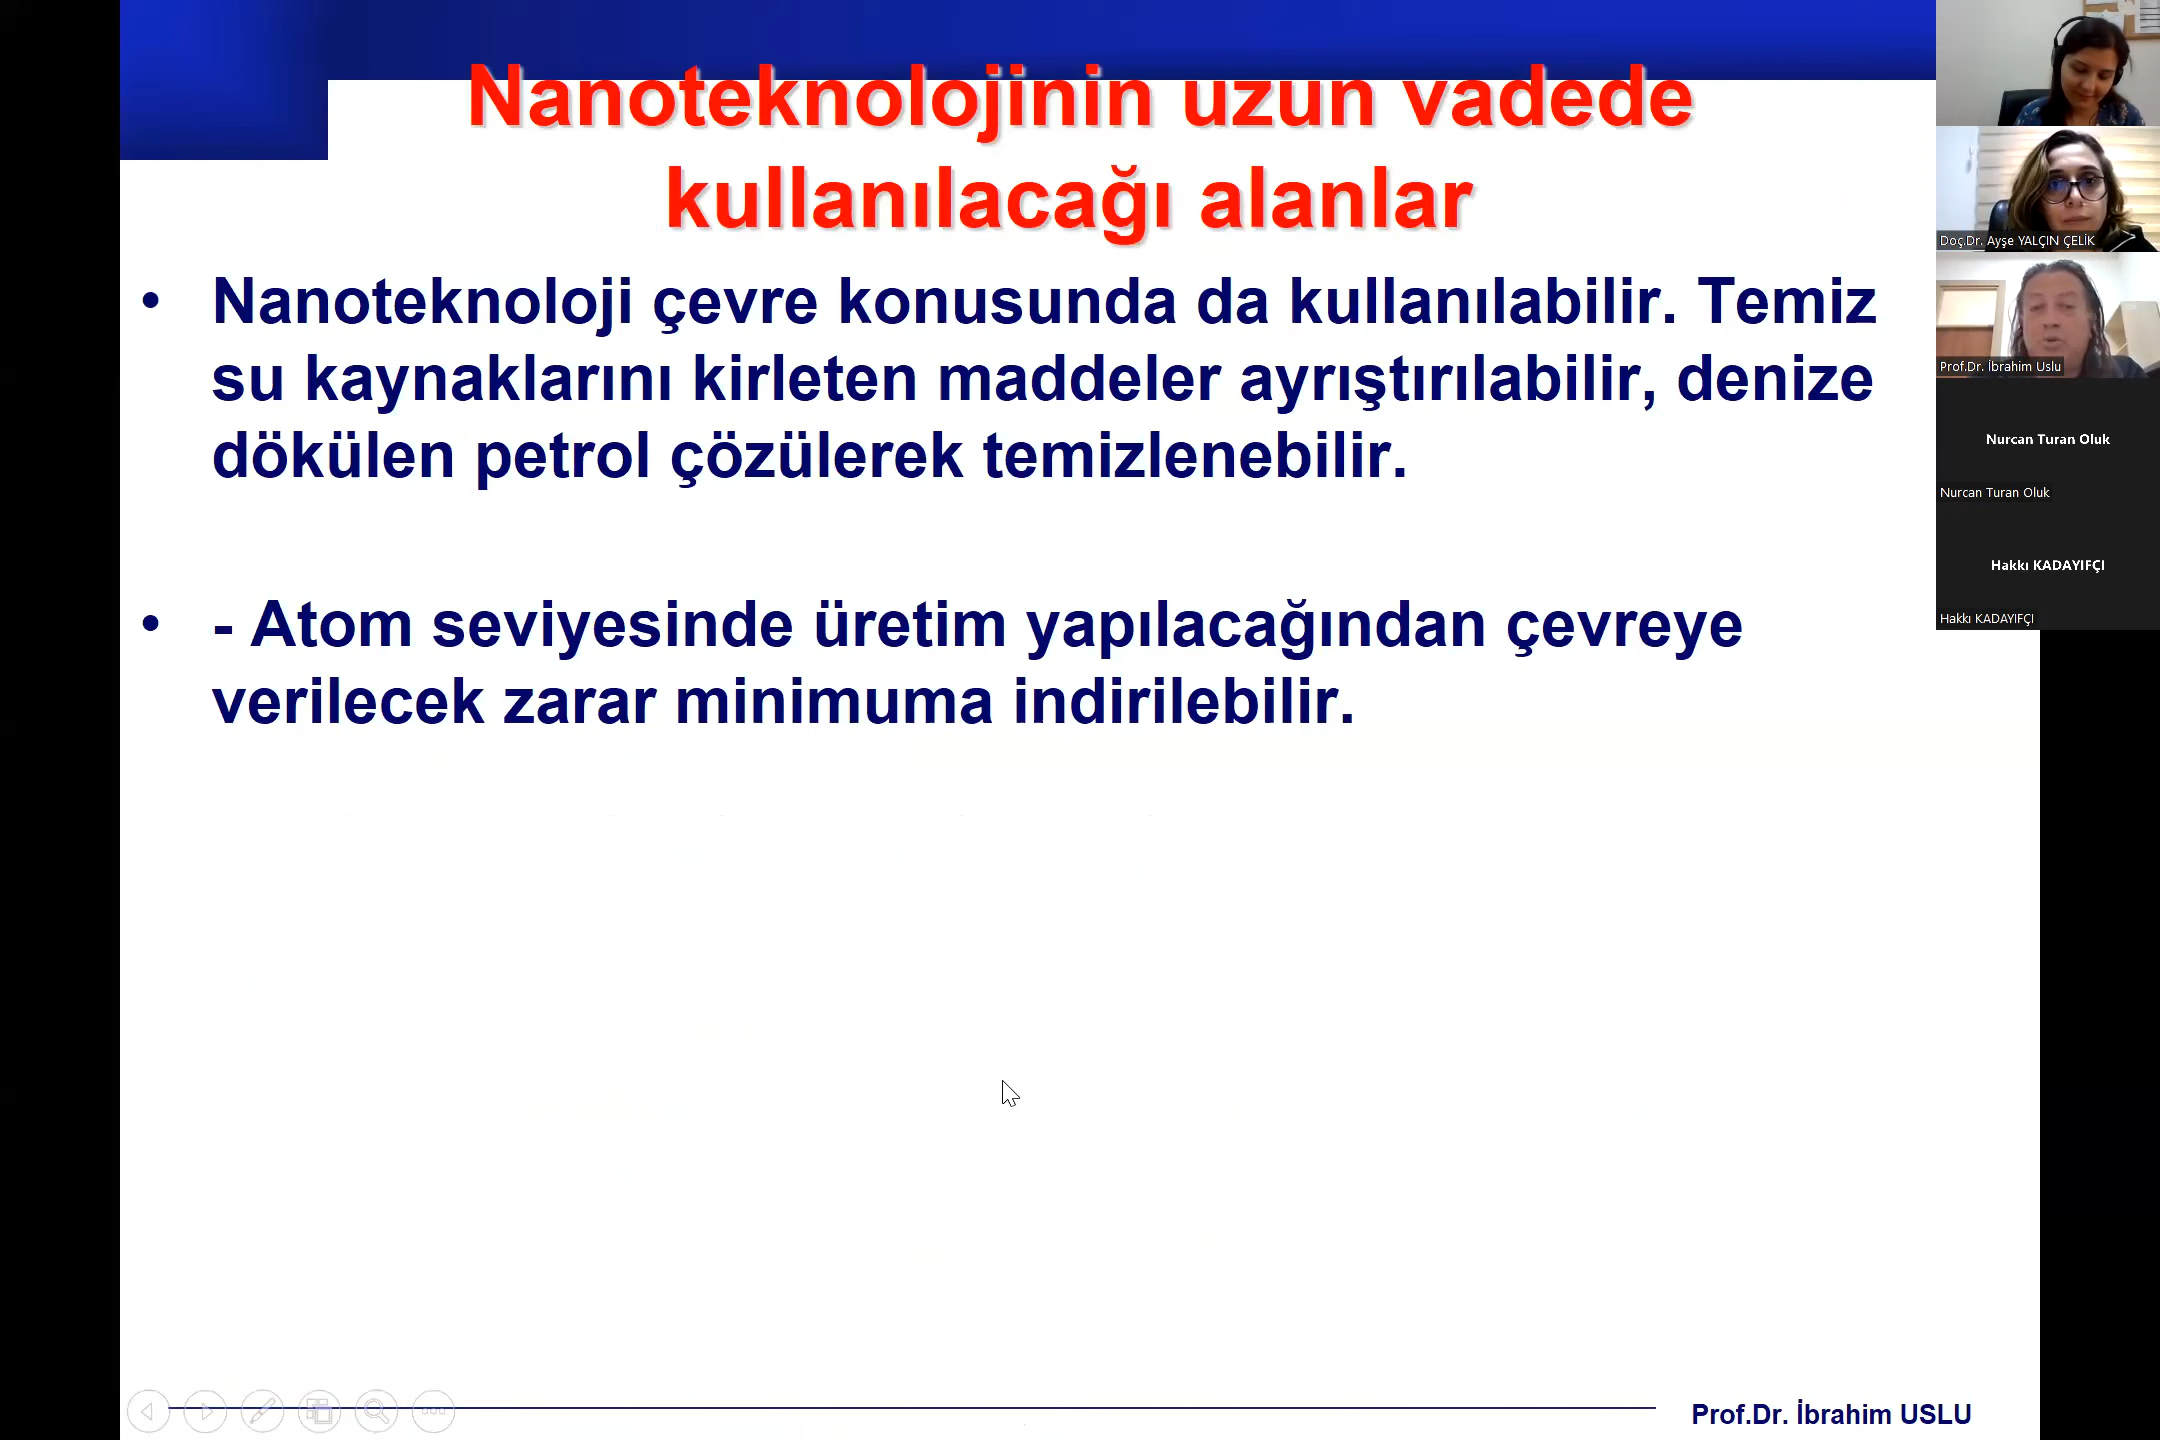 Nanoteknolojinin uzun vadede
kullanılacağı alanlar
• Nanoteknoloji çevre konusunda da kullanılabilir. Temiz
su kaynaklarını kirleten maddeler ayrıştırılabilir, denize
dökülen petrol çözülerek temizlenebilir.
• - Atom seviyesinde üretim yapılacağından çevreye
verilecek zarar minimuma indirilebilir.
Prof.Dr. İbrahim USLU
Doç.Dr. Ayşe YALÇIN ÇELİK
Prof.Dr. İbrahim Uslu
Nurcan Turan Oluk
Nurcan Turan Oluk
Hakkı KADAYIFÇI
Hakkı KADAYIFÇI